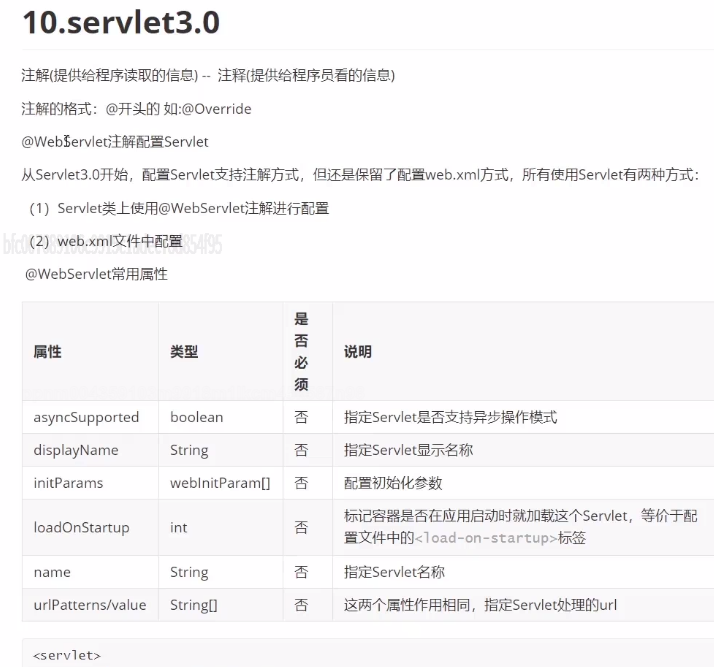 10.servlet3.0
注解(提供给程序读取的信息) -- 注释(提供给程序员看的信息)
注解的格式：@开头的 如:@Override
@WebServlet注解配置Servlet
从Servlet3.0开始，配置Servlet支持注解方式，但还是保留了配置web.xml方式，所有使用Servlet有两种方式：
（1）Servlet类上使用@WebServlet注解进行配置
（2）web.xml文件中配置
@WebServlet常用属性
属性 类型 是否必须 说明
asyncSupported boolean 否 指定Servlet是否支持异步操作模式
displayName String 否 指定Servlet显示名称
initParams webInitParam[] 否 配置初始化参数
loadOnStartup int 否 标记容器是否在应用启动时就加载这个Servlet，等价于配置文件中的<load-on-startup>标签
name String 否 指定Servlet名称
urlPatterns/value String[] 否 这两个属性作用相同，指定Servlet处理的url
<servlet>